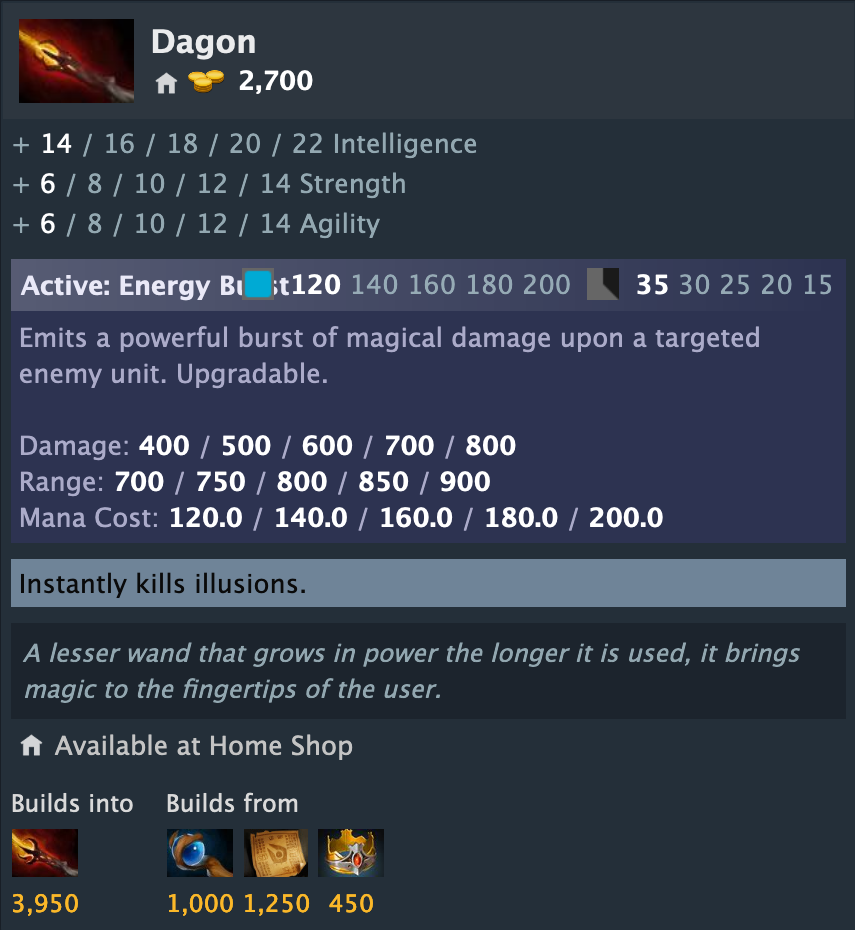 Dagon
2,700
+ 14 / 16 / 18 / 20 / 22 Intelligence
+ 6 / 8 / 10 / 12 / 14 Strength
+ 6 / 8 / 10 / 12 / 14 Agility
Active: Energy B st 120 140 160 180 200 35 30 25 20 15
Emits a powerful burst of magical damage upon a targeted
enemy unit. Upgradable.
Damage: 400 / 500 / 600 / 700 / 800
Range: 700 / 750 / 800 / 850 / 900
Mana Cost: 120.0 / 140.0 / 160.0 / 180.0 / 200.0
Instantly kills illusions.
A lesser wand that grows in power the longer it is used, it brings
magic to the fingertips of the user.
Available at Home Shop
Builds into Builds from
3,950 1,000 1,250 450